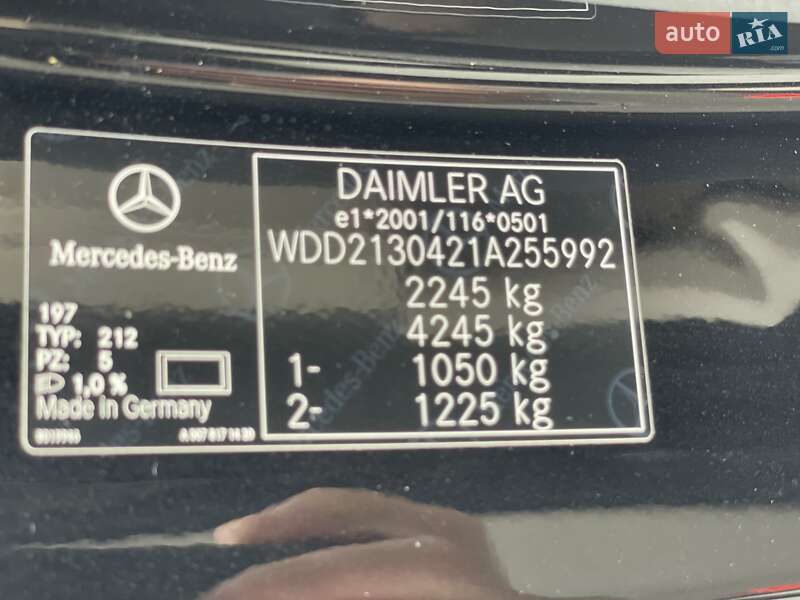 auto RIA.com
Mercedes-Benz
197
TYP: 212
PZ: 5
1,0 %
Made in Germany
DAIMLER AG
e1*2001/116*0501
WDD2130421A255992
2245 kg
4245 kg
1- 1050 kg
2- 1225 kg